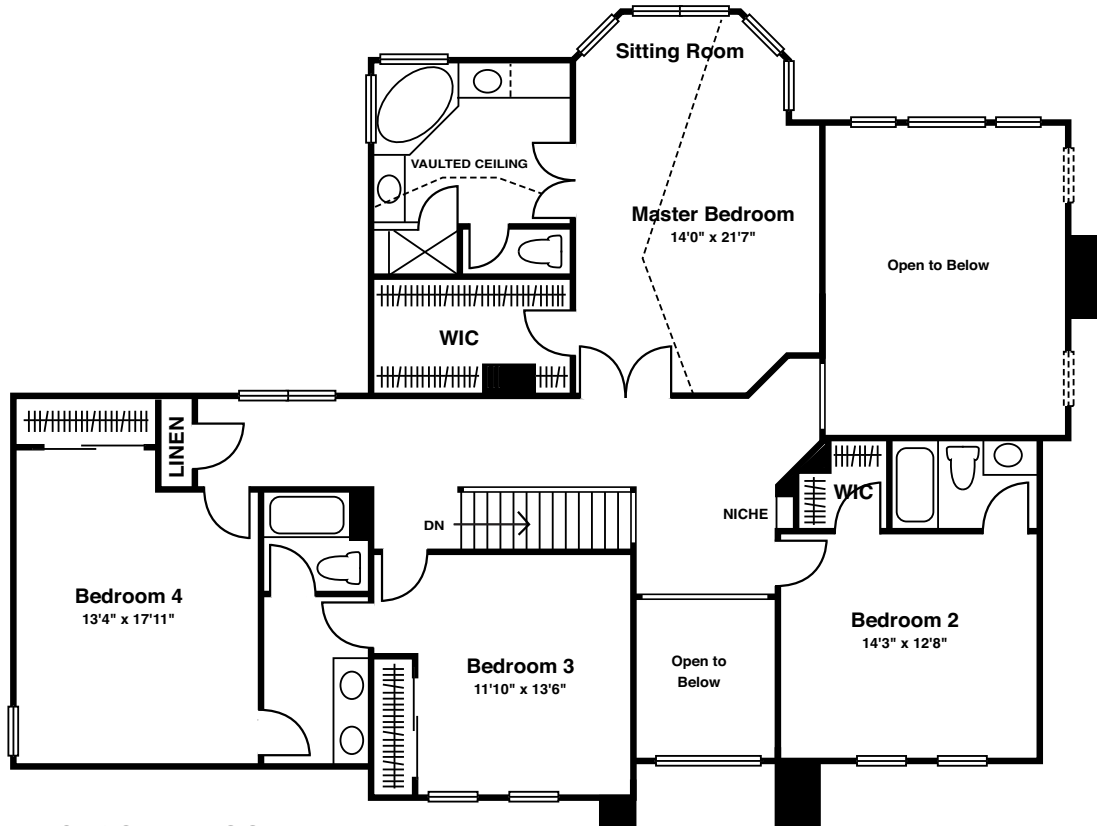 Sitting Room
VAULTED CEILING
Master Bedroom
14'0" x 21'7"
Open to Below
WIC
LINEN
WIC
NICHE
DN
Bedroom 4
13'4" x 17'11"
Bedroom 2
14'3" x 12'8"
Bedroom 3
11'10" x 13'6"
Open to
Below